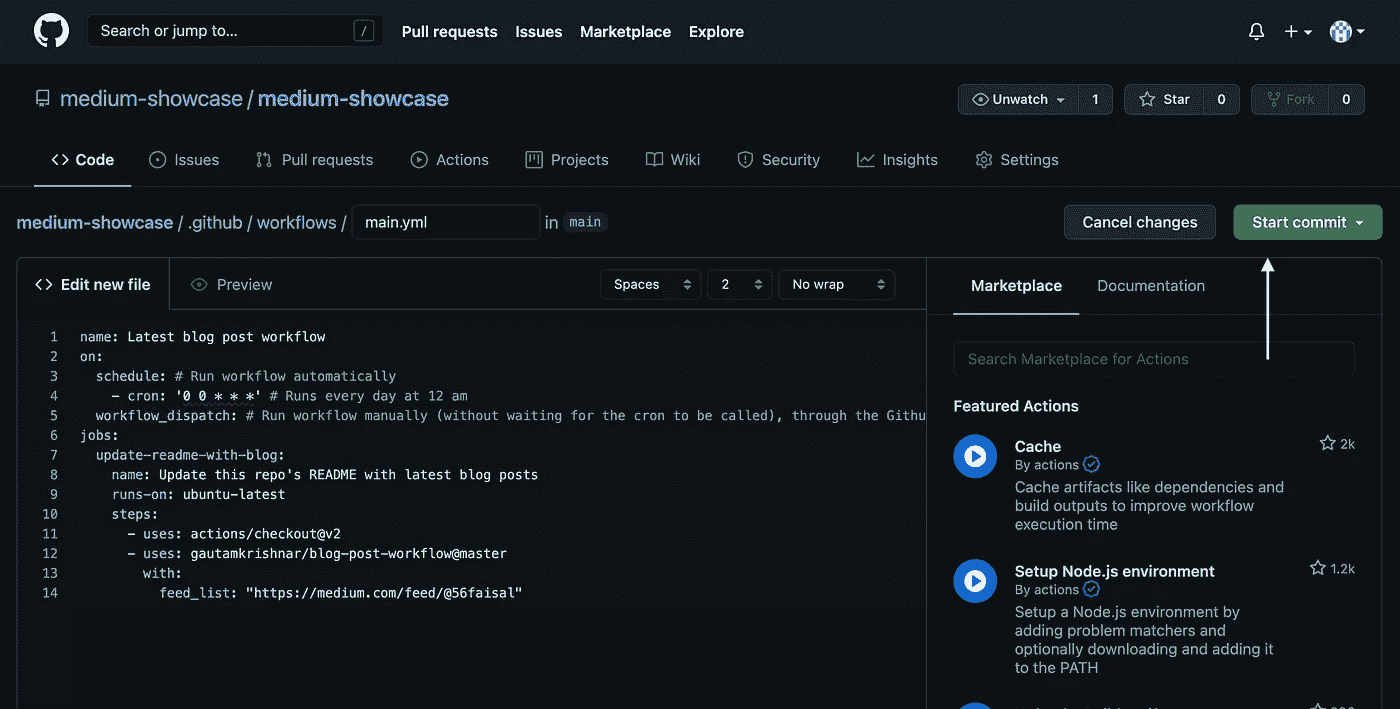 Search or jump to... /
Pull requests Issues Marketplace Explore
medium-showcase / medium-showcase
Unwatch 1 Star 0 Fork 0
Code Issues Pull requests Actions Projects Wiki Security Insights Settings
medium-showcase / .github / workflows / main.yml in main
Cancel changes Start commit
<> Edit new file Preview
Spaces 2 No wrap
1 name: Latest blog post workflow
2 on:
3 schedule: # Run workflow automatically
4 - cron: '0 0 * * *' # Runs every day at 12 am
5 workflow_dispatch: # Run workflow manually (without waiting for the cron to be called), through the Githu
6 jobs:
7 update-readme-with-blog:
8 name: Update this repo's README with latest blog posts
9 runs-on: ubuntu-latest
10 steps:
11 - uses: actions/checkout@v2
12 - uses: gautamkrishnar/blog-post-workflow@master
13 with:
14 feed_list: "https://medium.com/feed/@56faisal"
Marketplace Documentation
Search Marketplace for Actions
Featured Actions
Cache 2k
By actions
Cache artifacts like dependencies and
build outputs to improve workflow
execution time
Setup Node.js environment 1.2k
By actions
Setup a Node.js environment by
adding problem matchers and
optionally downloading and adding it
to the PATH